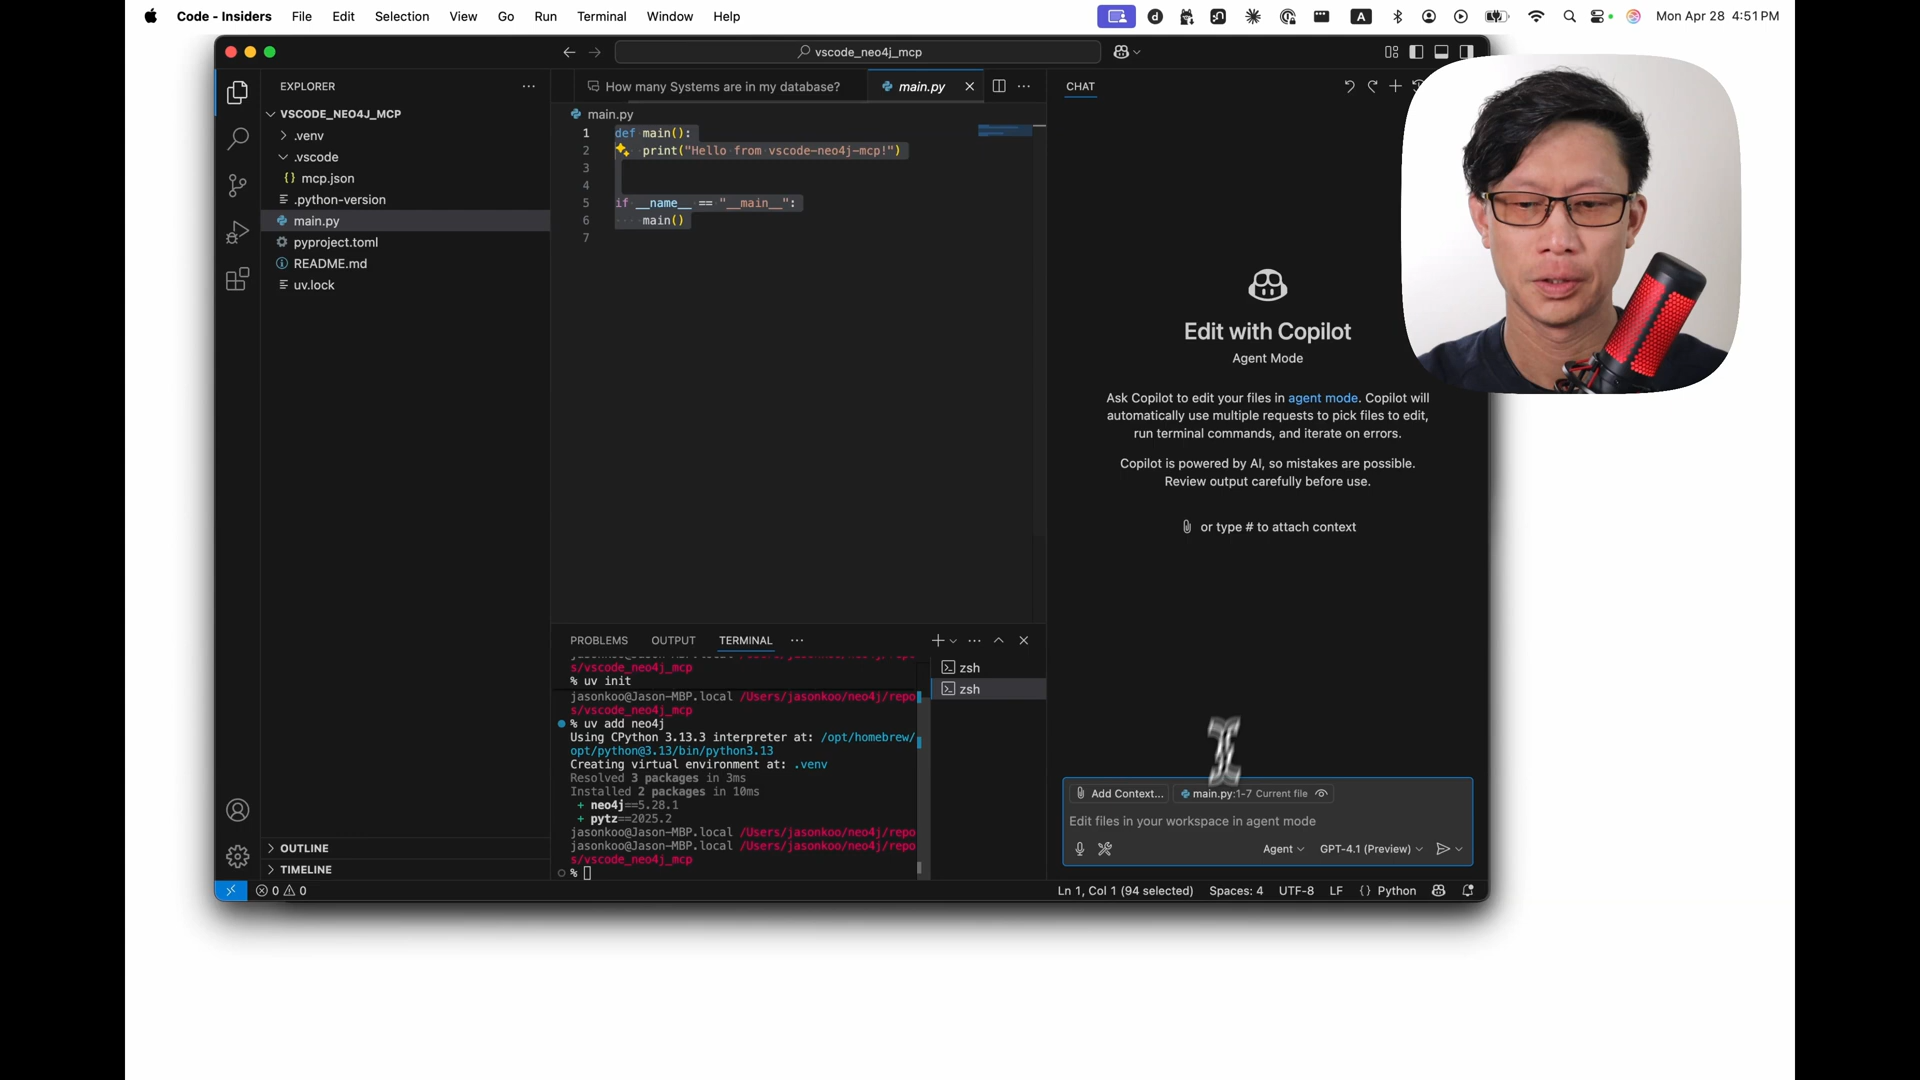 Code - Insiders File Edit Selection View Go Run Terminal Window Help
A
Mon Apr 28 4:51 PM
vscode_neo4j_mcp
EXPLORER
VSCODE_NEO4J_MCP
.venv
.vscode
{} mcp.json
.python-version
main.py
pyproject.toml
README.md
uv.lock
OUTLINE
TIMELINE
How many Systems are in my database?
main.py
main.py
1 def main():
2 print("Hello from vscode-neo4j-mcp!")
3
4
5 if __name__ == "__main__":
6 main()
7
PROBLEMS OUTPUT TERMINAL
s/vscode_neo4j_mcp
% uv init
jasonkoo@Jason-MBP.local /Users/jasonkoo/neo4j/repo
s/vscode_neo4j_mcp
% uv add neo4j
Using CPython 3.13.3 interpreter at: /opt/homebrew/
opt/python@3.13/bin/python3.13
Creating virtual environment at: .venv
Resolved 3 packages in 3ms
Installed 2 packages in 10ms
+ neo4j==5.28.1
+ pytz==2025.2
jasonkoo@Jason-MBP.local /Users/jasonkoo/neo4j/repo
jasonkoo@Jason-MBP.local /Users/jasonkoo/neo4j/repo
s/vscode_neo4j_mcp
%
zsh
zsh
CHAT
Edit with Copilot
Agent Mode
Ask Copilot to edit your files in agent mode. Copilot will
automatically use multiple requests to pick files to edit,
run terminal commands, and iterate on errors.
Copilot is powered by AI, so mistakes are possible.
Review output carefully before use.
or type # to attach context
Add Context... main.py:1-7 Current file
Edit files in your workspace in agent mode
Agent GPT-4.1 (Preview)
0 0
Ln 1, Col 1 (94 selected) Spaces: 4 UTF-8 LF {} Python